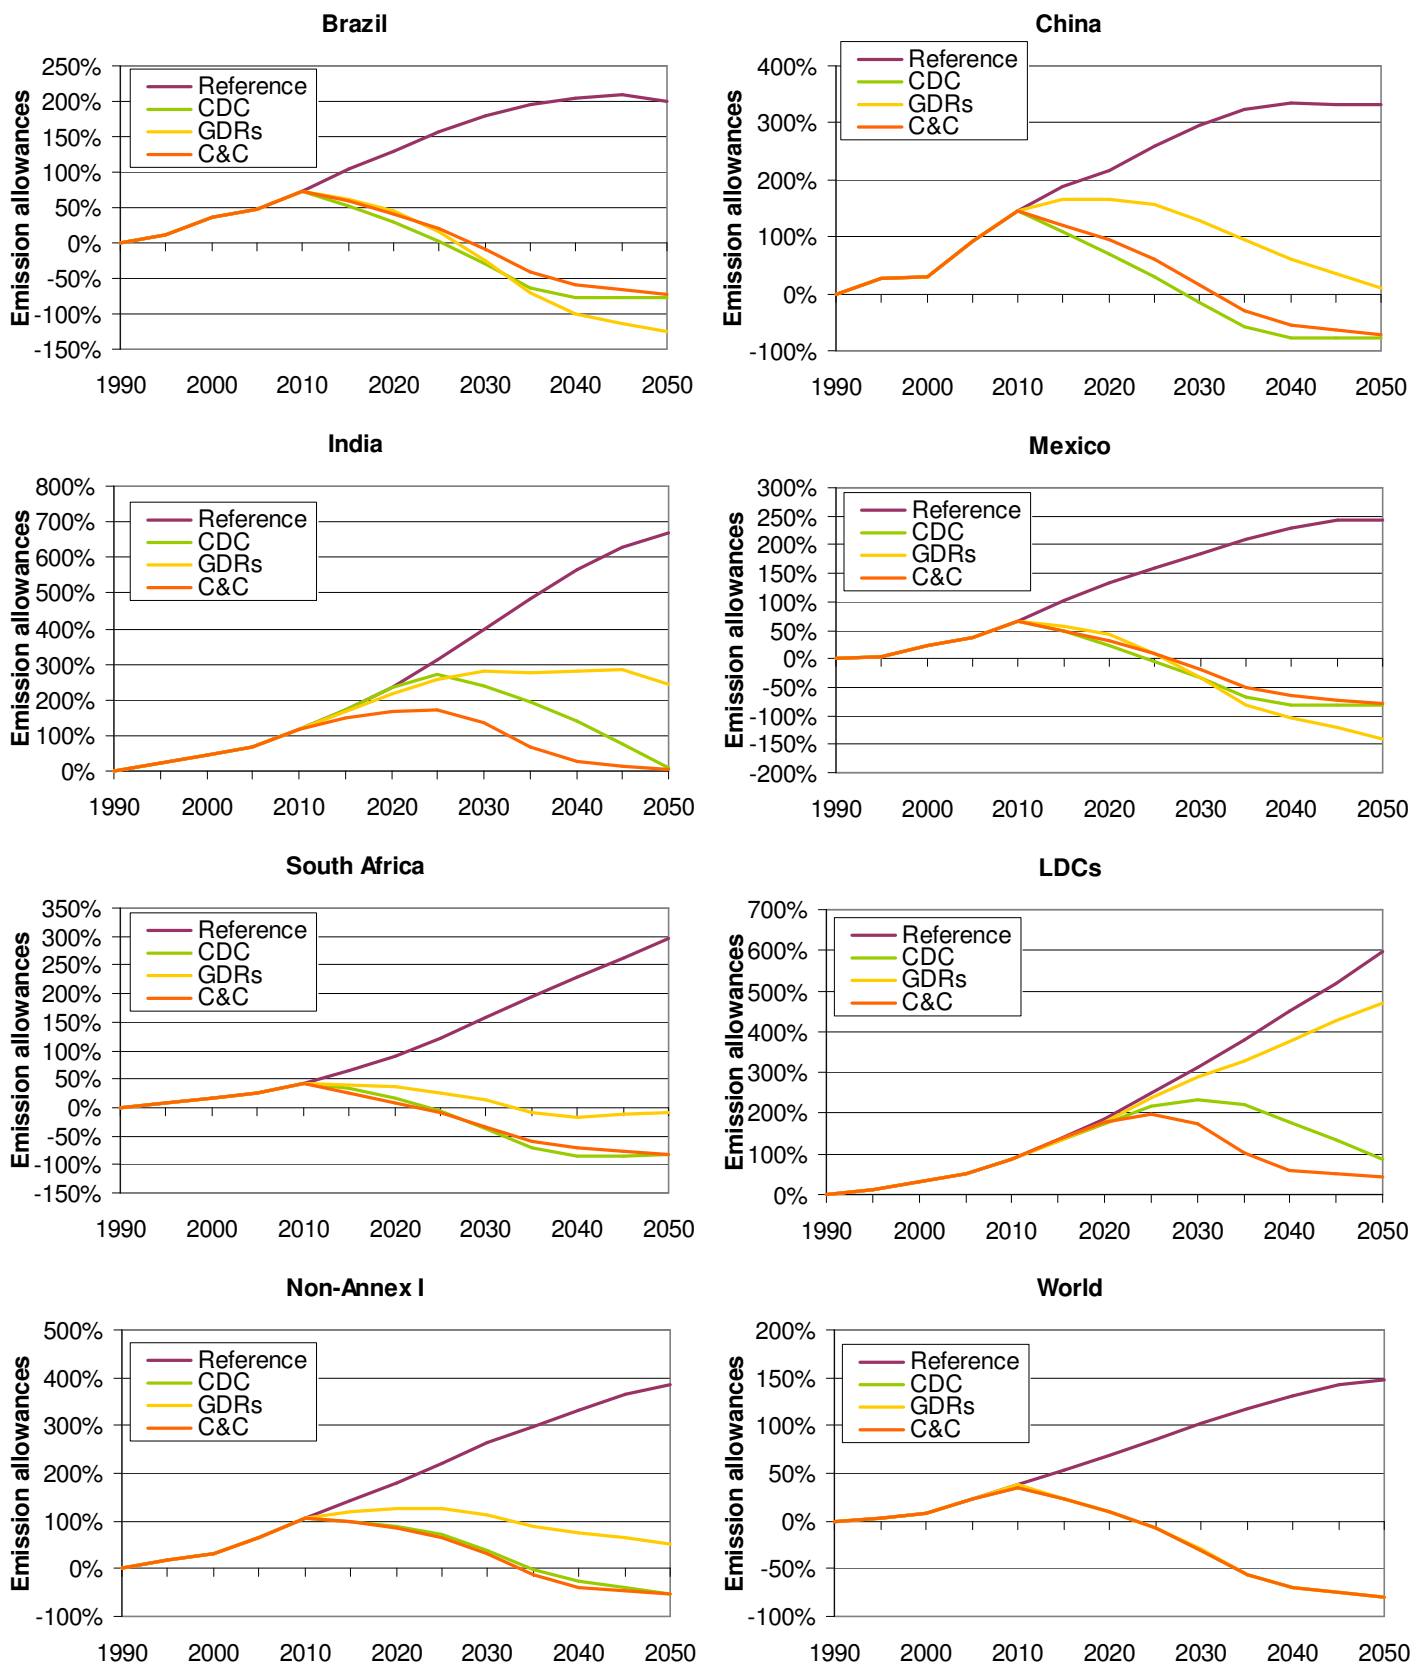 Brazil
Emission allowances
250%
200%
150%
100%
50%
0%
-50%
-100%
-150%
Reference
CDC
GDRs
C&C
1990 2000 2010 2020 2030 2040 2050
China
Emission allowances
400%
300%
200%
100%
0%
-100%
Reference
CDC
GDRs
C&C
1990 2000 2010 2020 2030 2040 2050
India
Emission allowances
800%
700%
600%
500%
400%
300%
200%
100%
0%
Reference
CDC
GDRs
C&C
1990 2000 2010 2020 2030 2040 2050
Mexico
Emission allowances
300%
250%
200%
150%
100%
50%
0%
-50%
-100%
-150%
-200%
Reference
CDC
GDRs
C&C
1990 2000 2010 2020 2030 2040 2050
South Africa
Emission allowances
350%
300%
250%
200%
150%
100%
50%
0%
-50%
-100%
-150%
Reference
CDC
GDRs
C&C
1990 2000 2010 2020 2030 2040 2050
LDCs
Emission allowances
700%
600%
500%
400%
300%
200%
100%
0%
Reference
CDC
GDRs
C&C
1990 2000 2010 2020 2030 2040 2050
Non-Annex I
Emission allowances
500%
400%
300%
200%
100%
0%
-100%
Reference
CDC
GDRs
C&C
1990 2000 2010 2020 2030 2040 2050
World
Emission allowances
200%
150%
100%
50%
0%
-50%
-100%
Reference
CDC
GDRs
C&C
1990 2000 2010 2020 2030 2040 2050